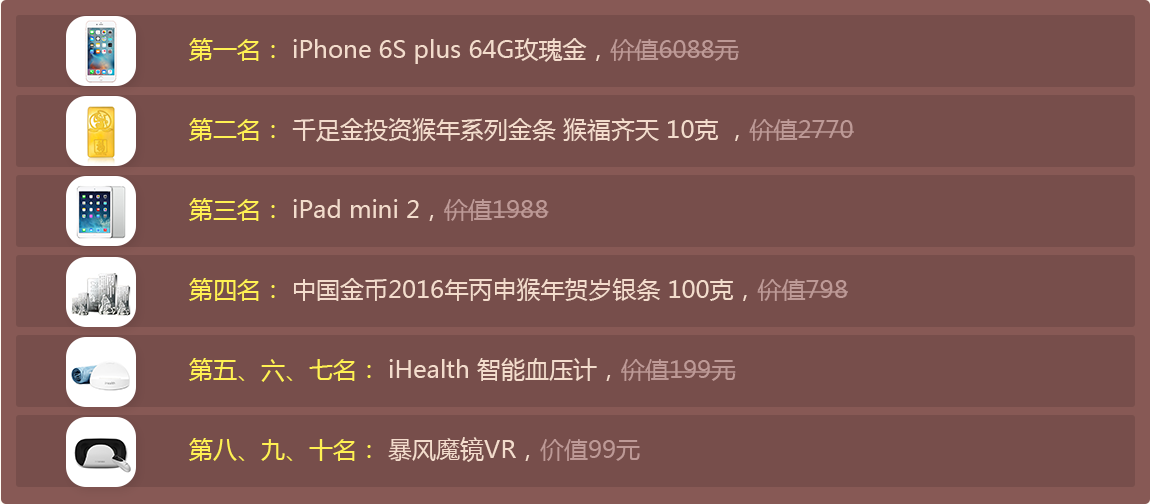 第一名： iPhone 6S plus 64G玫瑰金，价值6088元
第二名： 千足金投资猴年系列金条 猴福齐天 10克 ，价值2770
第三名： iPad mini 2，价值1988
第四名： 中国金币2016年丙申猴年贺岁银条 100克，价值798
第五、六、七名： iHealth 智能血压计，价值199元
第八、九、十名： 暴风魔镜VR，价值99元